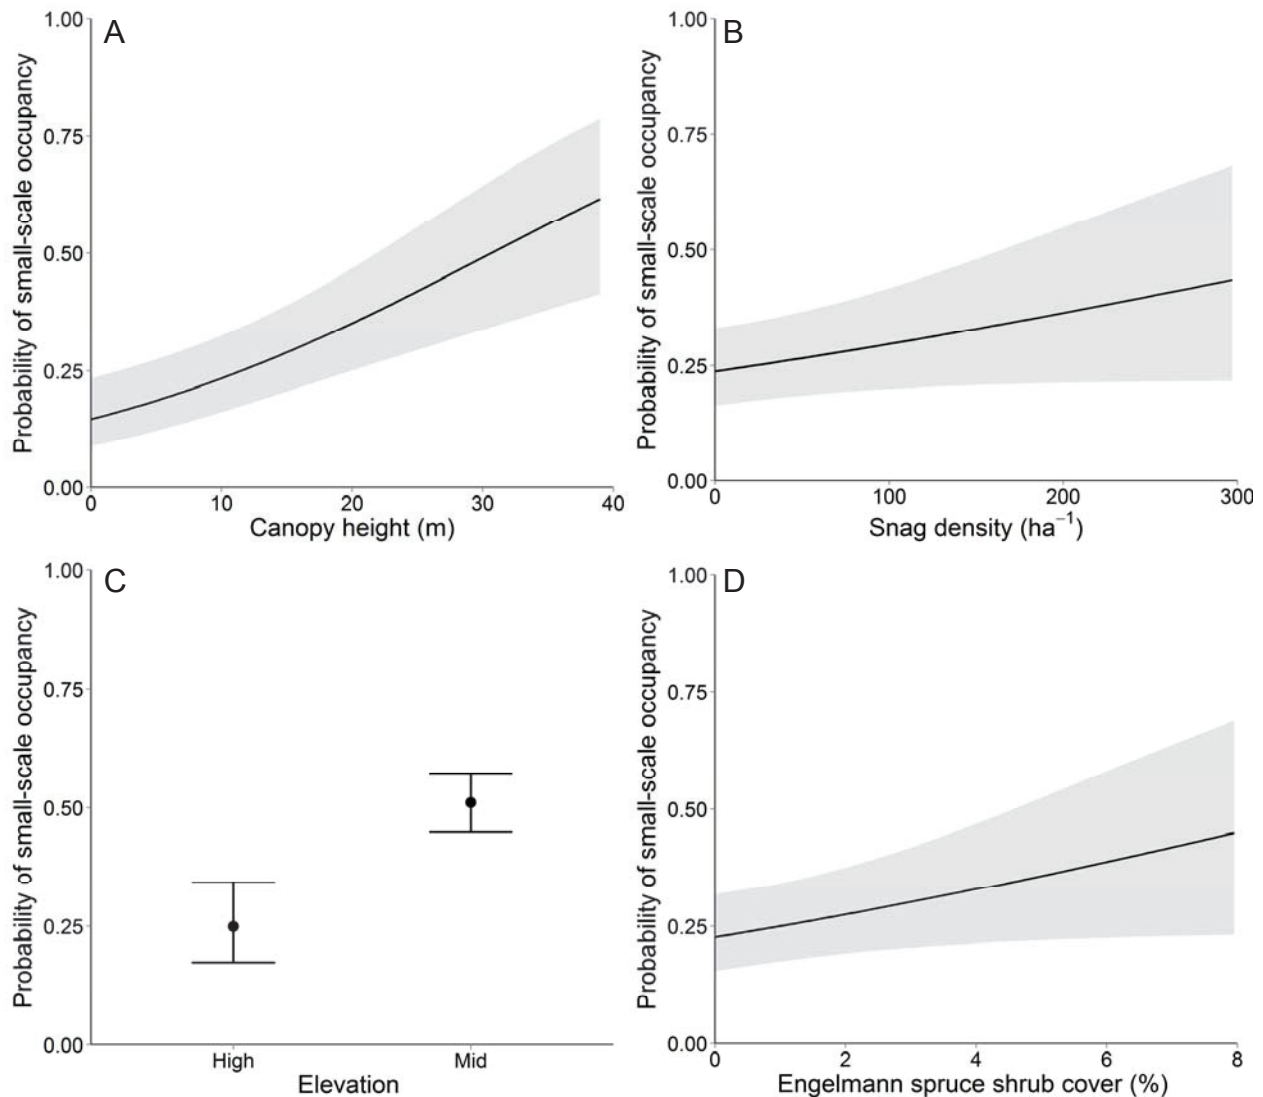 A
Probability of small-scale occupancy
1.00
0.75
0.50
0.25
0.00
0 10 20 30 40
Canopy height (m)
B
Probability of small-scale occupancy
1.00
0.75
0.50
0.25
0.00
0 100 200 300
Snag density (ha⁻¹)
C
Probability of small-scale occupancy
1.00
0.75
0.50
0.25
0.00
High Mid
Elevation
D
Probability of small-scale occupancy
1.00
0.75
0.50
0.25
0.00
0 2 4 6 8
Engelmann spruce shrub cover (%)